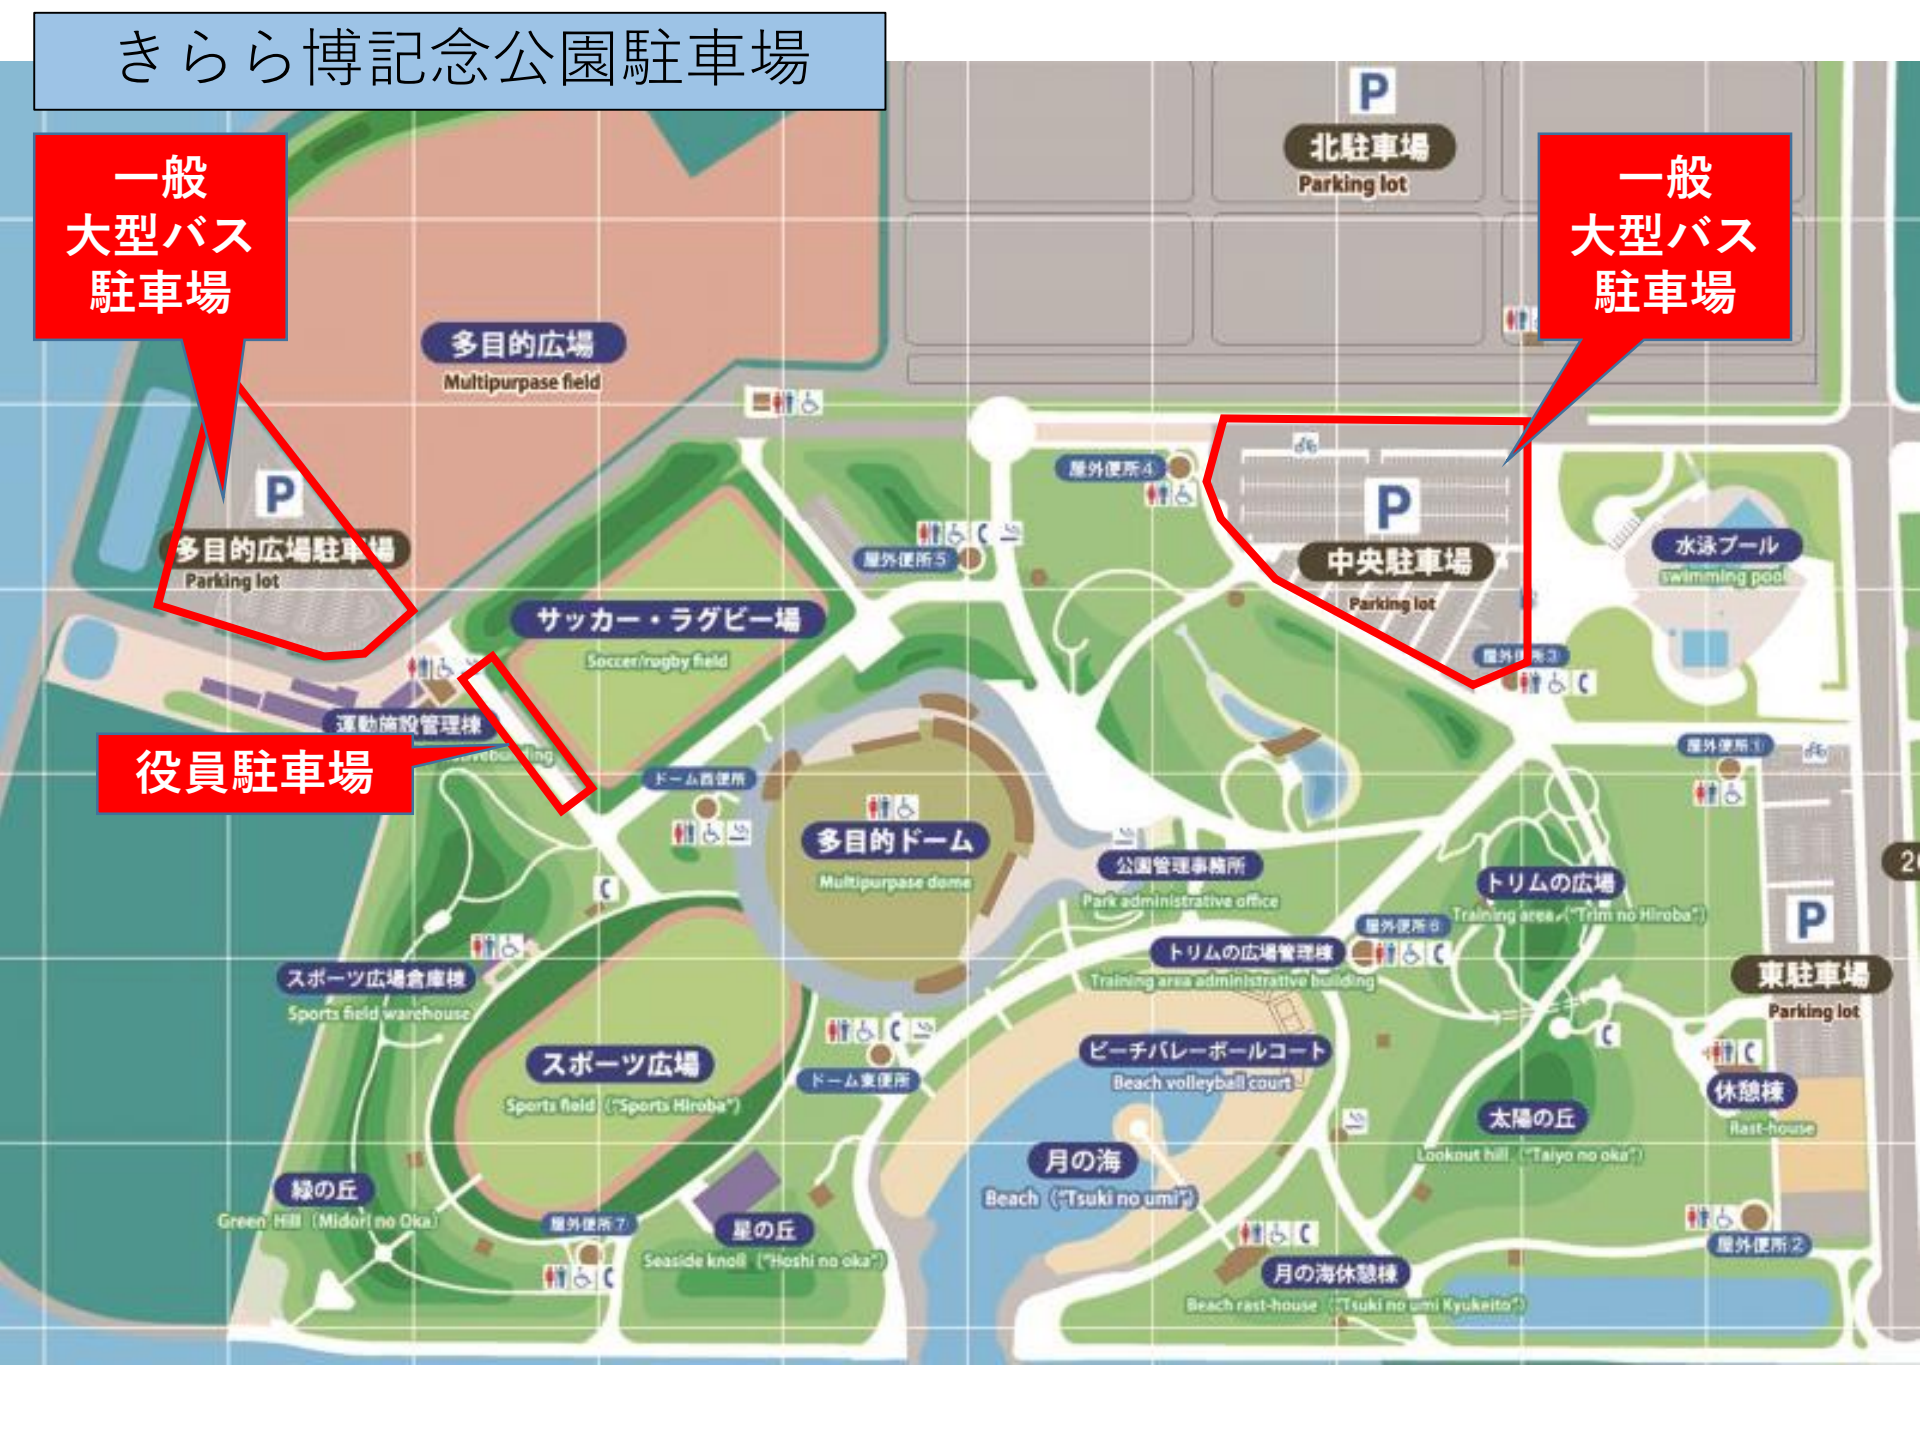 きらら博記念公園駐車場
P
北駐車場
Parking lot
一般
大型バス
駐車場
一般
大型バス
駐車場
多目的広場
Multipurpase field
屋外便所4
P
多目的広場駐車場
Parking lot
P
中央駐車場
Parking lot
屋外便所5
水泳プール
swimming pool
サッカー・ラグビー場
Soccer/rugby field
屋外便所3
運動施設管理棟
役員駐車場
屋外便所1
ドーム西便所
多目的ドーム
Multipurpase dome
公園管理事務所
Park administrative office
トリムの広場
Training area ("Trim no Hiroba")
屋外便所6
P
東駐車場
Parking lot
トリムの広場管理棟
Training area administrative building
スポーツ広場倉庫棟
Sports field warehouse
スポーツ広場
Sports field ("Sports Hiroba")
ドーム東便所
ビーチバレーボールコート
Beach volleyball court
休憩棟
Rast-house
太陽の丘
Lookout hill ("Taiyo no oka")
月の海
Beach ("Tsuki no umi")
緑の丘
Green Hill (Midori no Oka)
屋外便所7
星の丘
Seaside knoll ("Hoshi no oka")
屋外便所2
月の海休憩棟
Beach rast-house ("Tsuki no umi Kyukeito")